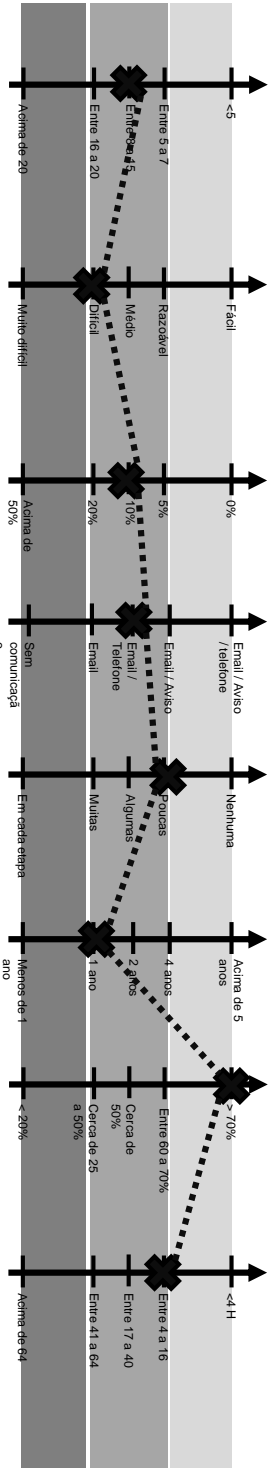 <5
Entre 5 a 7
Entre 8 a 15
Entre 16 a 20
Acima de 20
Fácil
Razoável
Médio
Difícil
Muito difícil
0%
5%
10%
20%
Acima de
50%
Email / Aviso
/ telefone
Email / Aviso
Email /
Telefone
Email
Sem
comunicaçã
Nenhuma
Poucas
Algumas
Muitas
Em cada etapa
Acima de 5
anos
4 anos
2 anos
1 ano
Menos de 1
ano
> 70%
Entre 60 a 70%
Cerca de
50%
Cerca de 25
a 50%
< 20%
<4 H
Entre 4 a 16
Entre 17 a 40
Entre 41 a 64
Acima de 64